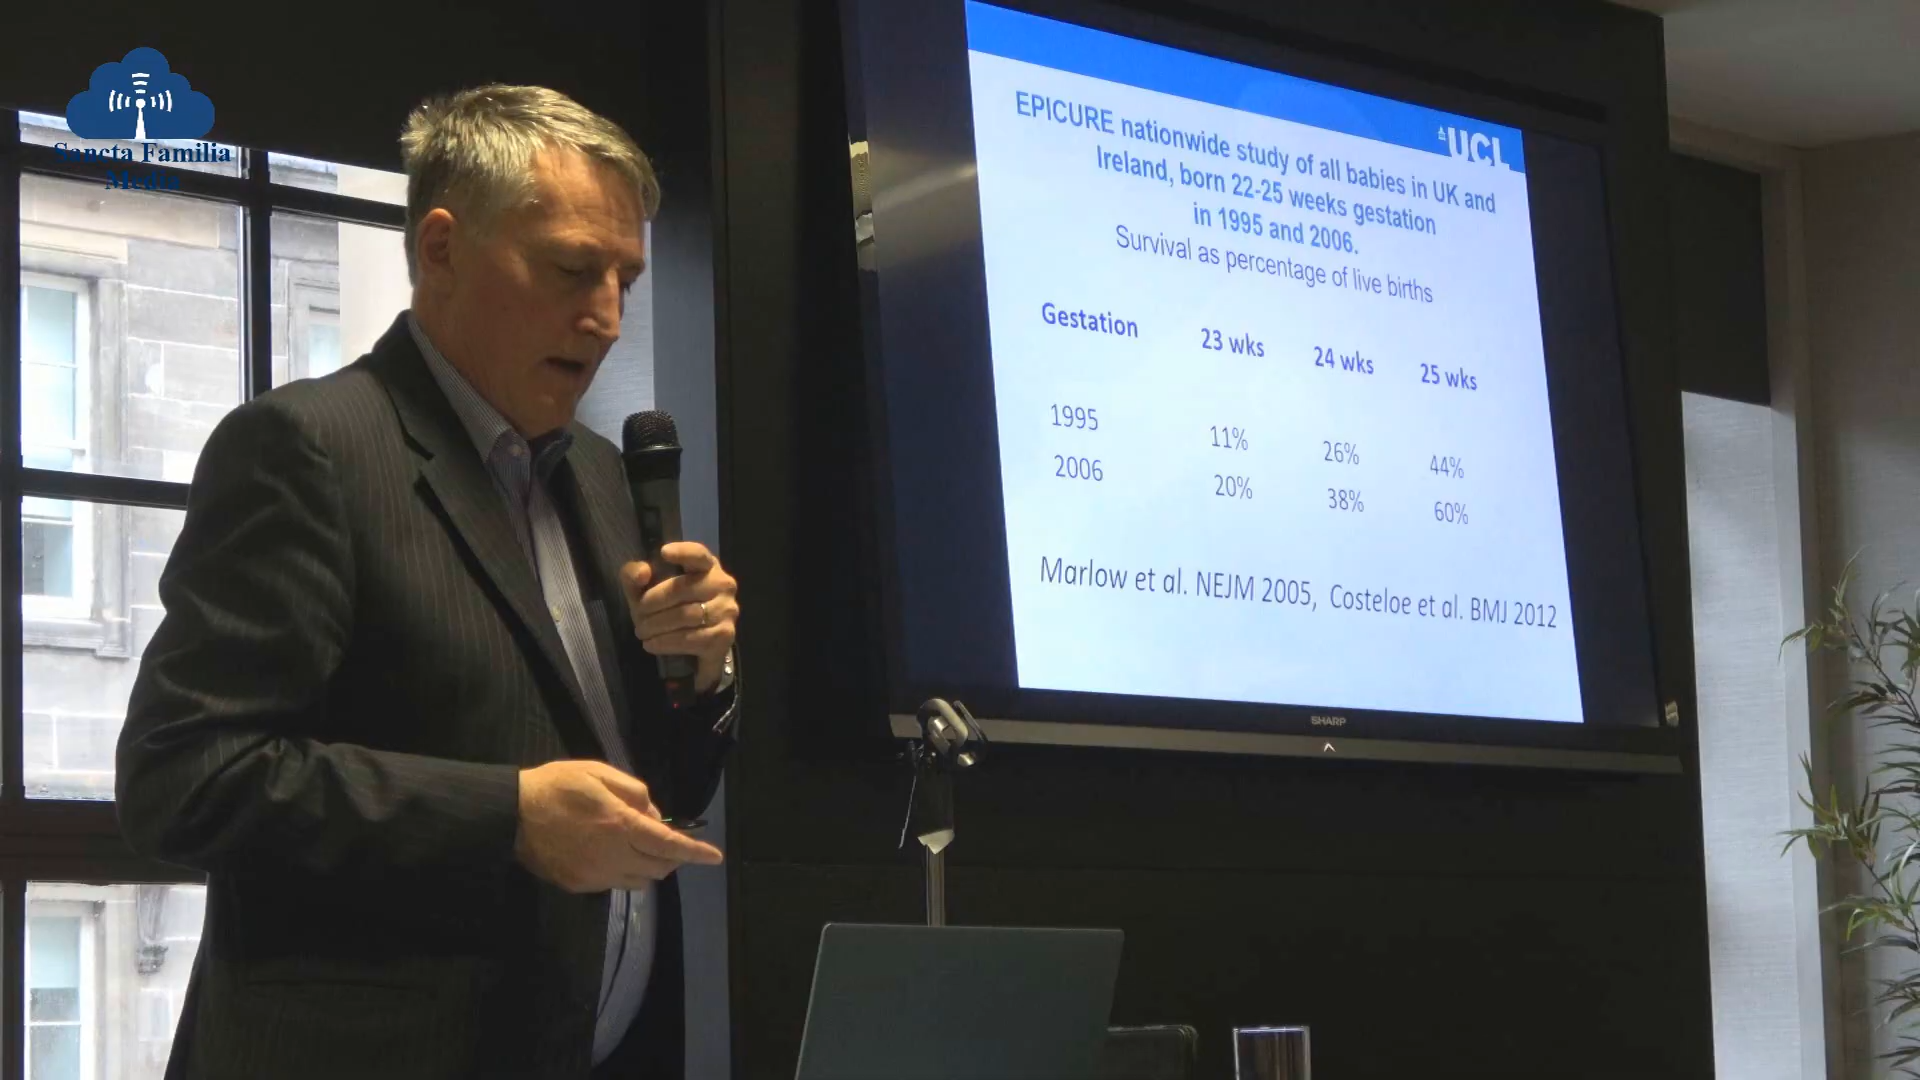 Sancta Familia
Media
UCL
EPICURE nationwide study of all babies in UK and
Ireland, born 22-25 weeks gestation
in 1995 and 2006.
Survival as percentage of live births
Gestation 23 wks 24 wks 25 wks
1995 11% 26% 44%
2006 20% 38% 60%
Marlow et al. NEJM 2005, Costeloe et al. BMJ 2012
SHARP